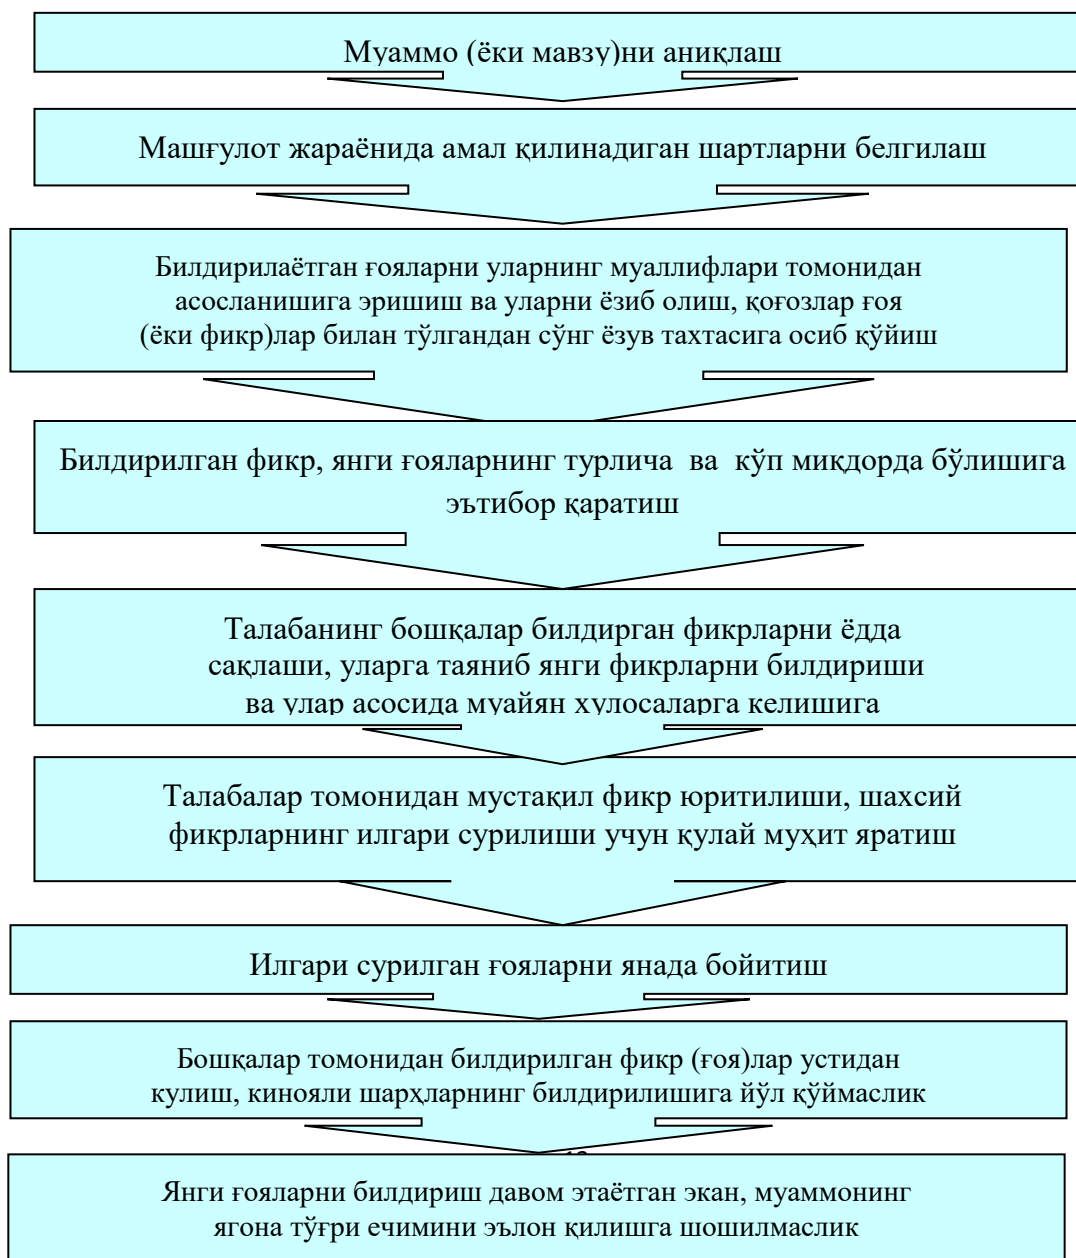 Муаммо (ёки мавзу)ни аниқлаш
Машғулот жараёнида амал қилинадиган шартларни белгилаш
Билдирилаётган ғояларни уларнинг муаллифлари томонидан
асосланишига эришиш ва уларни ёзиб олиш, қоғозлар ғоя
(ёки фикр)лар билан тўлгандан сўнг ёзув тахтасига осиб қўйиш
Билдирилган фикр, янги ғояларнинг турлича ва кўп миқдорда бўлишига
эътибор қаратиш
Талабанинг бошқалар билдирган фикрларни ёдда
сақлаши, уларга таяниб янги фикрларни билдириши
ва улар асосида муайян хулосаларга келишига
Талабалар томонидан мустақил фикр юритилиши, шахсий
фикрларнинг илгари сурилиши учун қулай муҳит яратиш
Илгари сурилган ғояларни янада бойитиш
Бошқалар томонидан билдирилган фикр (ғоя)лар устидан
кулиш, кинояли шарҳларнинг билдирилишига йўл қўймаслик
Янги ғояларни билдириш давом этаётган экан, муаммонинг
ягона тўғри ечимини эълон қилишга шошилмаслик